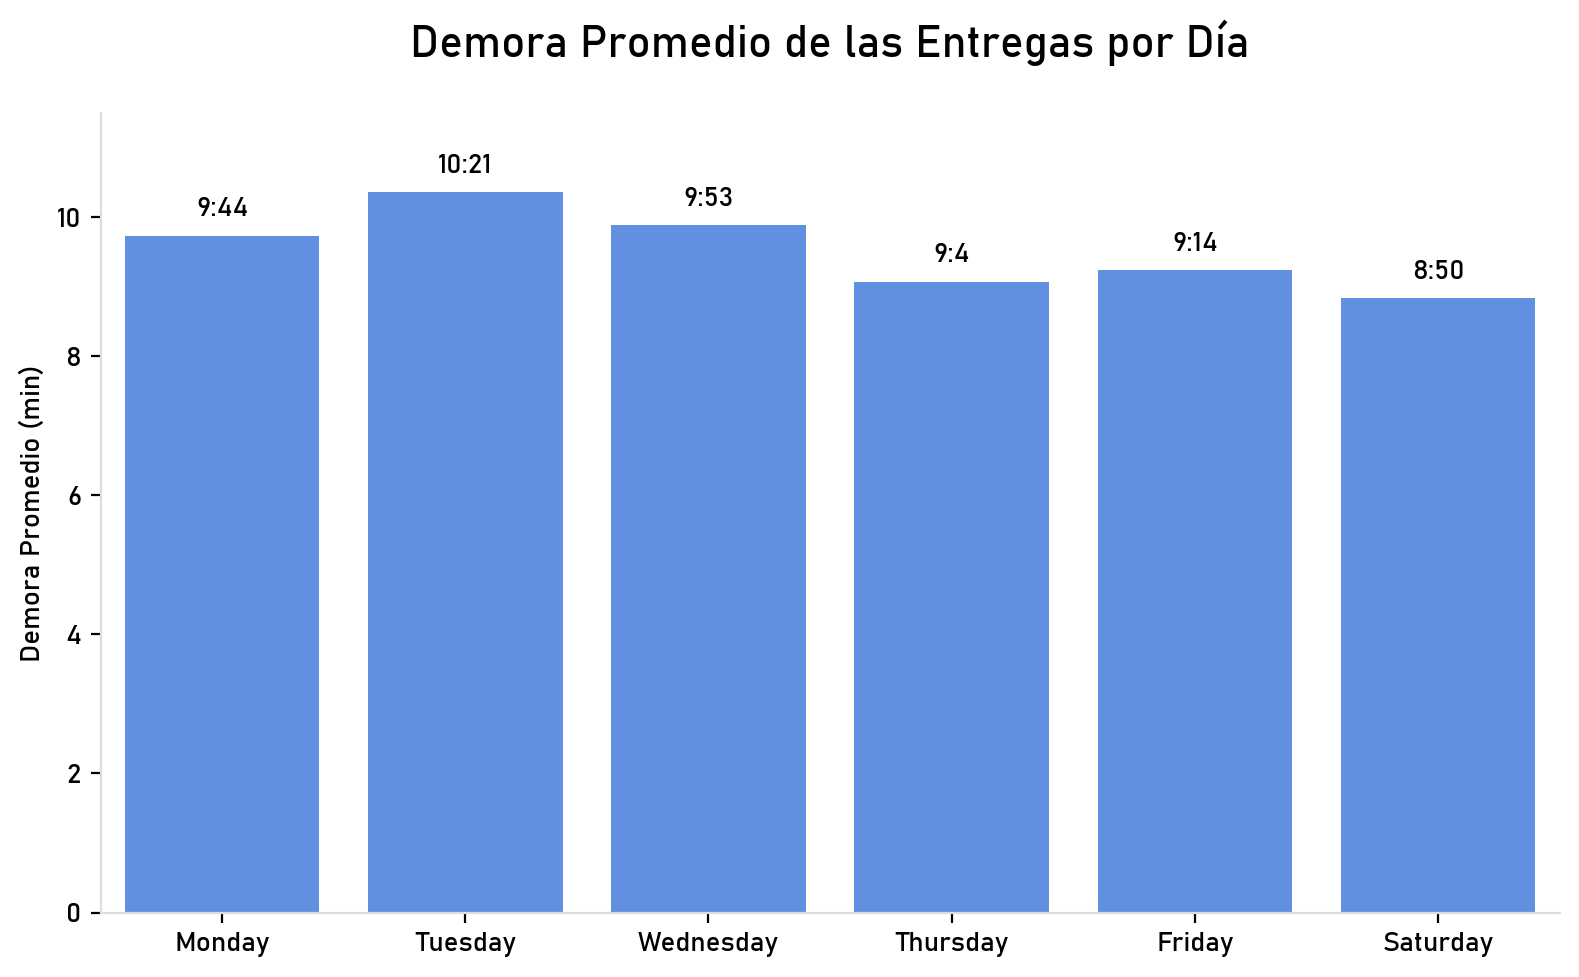 Demora Promedio de las Entregas por Día
Demora Promedio (min)
10
8
6
4
2
0
9:44
10:21
9:53
9:4
9:14
8:50
Monday
Tuesday
Wednesday
Thursday
Friday
Saturday